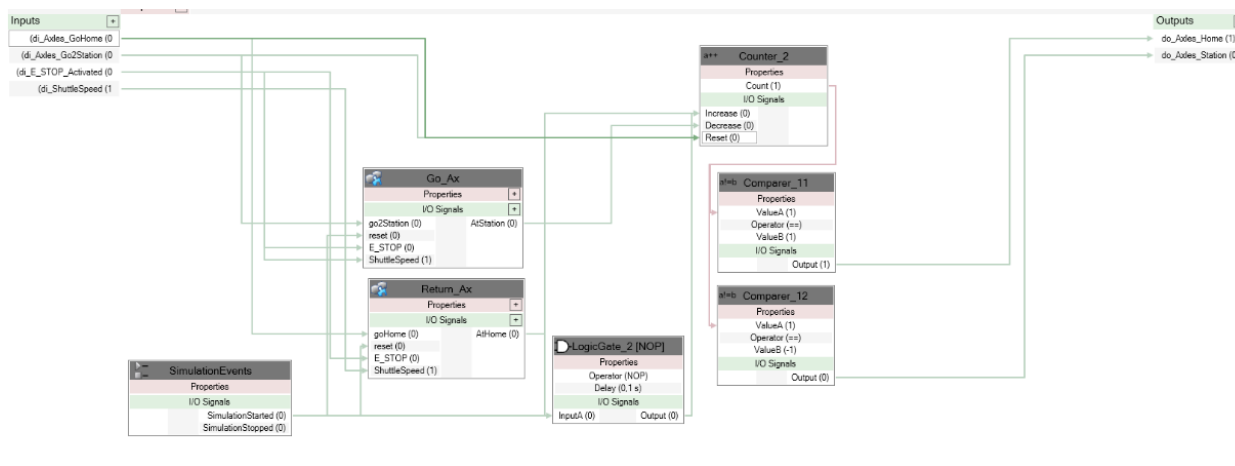 Inputs
(di_Axles_GoHome (0
(di_Axles_Go2Station (0
(di_E_STOP_Activated (0
(di_ShuttleSpeed (1
Outputs
do_Axles_Home (1)
do_Axles_Station (0
a++ Counter_2
Properties
Count (1)
I/O Signals
Increase (0)
Decrease (0)
Reset (0)
Go_Ax
Properties
I/O Signals
go2Station (0) AtStation (0)
reset (0)
E_STOP (0)
ShuttleSpeed (1)
a!=b Comparer_11
Properties
ValueA (1)
Operator (==)
ValueB (1)
I/O Signals
Output (1)
Return_Ax
Properties
I/O Signals
goHome (0) AtHome (0)
reset (0)
E_STOP (0)
ShuttleSpeed (1)
a!=b Comparer_12
Properties
ValueA (1)
Operator (==)
ValueB (-1)
I/O Signals
Output (0)
LogicGate_2 [NOP]
Properties
Operator (NOP)
Delay (0,1 s)
I/O Signals
InputA (0) Output (0)
SimulationEvents
Properties
I/O Signals
SimulationStarted (0)
SimulationStopped (0)